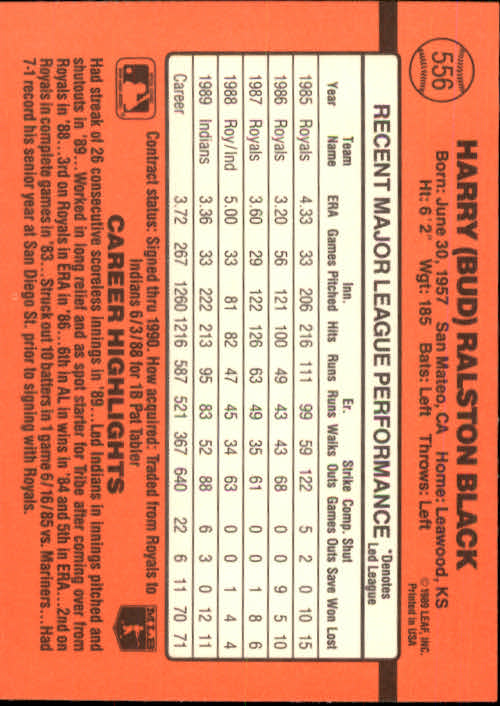 556
HARRY (BUD) RALSTON BLACK
Born: June 30, 1957 San Mateo, CA Home: Leawood, KS
Ht: 6'2" Wgt: 185 Bats: Left Throws: Left
© 1989 LEAF, INC.
Printed in USA
RECENT MAJOR LEAGUE PERFORMANCE
*Denotes
Led League
Team Inn. Er. Strike Comp. Shut
Year Name ERA Games Pitched Hits Runs Runs Walks Outs Games Outs Save Won Lost
1985 Royals 4.33 33 206 216 111 99 59 122 5 2 0 10 15
1986 Royals 3.20 56 121 100 49 43 43 68 0 0 9 5 10
1987 Royals 3.60 29 122 126 63 49 35 61 0 0 1 8 6
1988 Roy/Ind 5.00 33 81 82 47 45 34 63 0 0 1 4 4
1989 Indians 3.36 33 222 213 95 83 52 88 6 3 0 12 11
Career 3.72 267 1260 1216 587 521 367 640 22 6 11 70 71
Contract status: Signed thru 1990. How acquired: Traded from Royals to
Indians 6/3/88 for 1B Pat Tabler
MLB
CAREER HIGHLIGHTS
Had streak of 26 consecutive scoreless innings in '89...Led Indians in innings pitched and
shutouts in '89...Worked in long relief and as spot starter for Tribe after coming over from
Royals in '88...3rd on Royals in ERA in '86...6th in AL in wins in '84 and 5th in ERA...2nd on
Royals in complete games in '83...Struck out 10 batters in 1 game 6/16/85 vs. Mariners...Had
7-1 record his senior year at San Diego St. prior to signing with Royals.